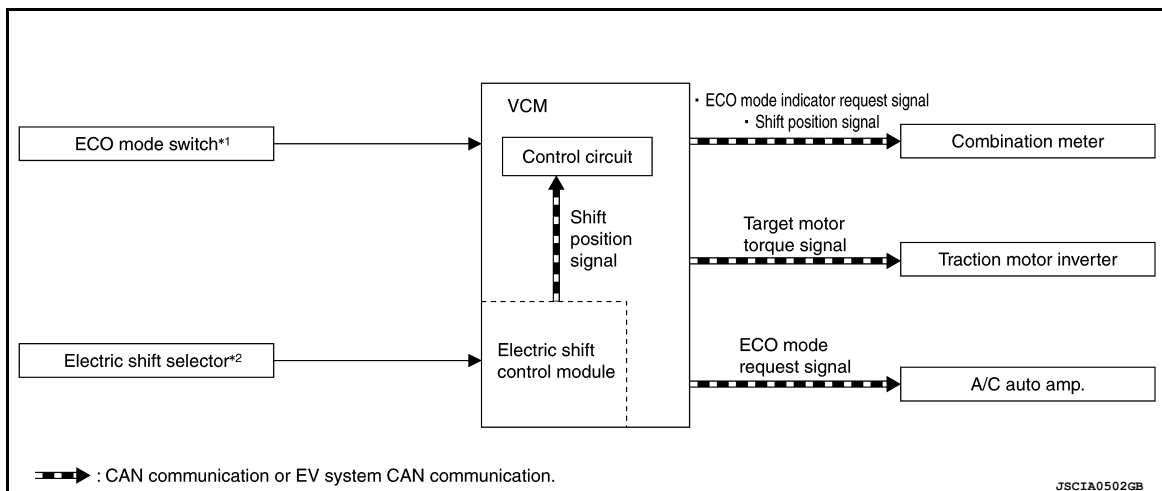 VCM
・ ECO mode indicator request signal
・ Shift position signal
ECO mode switch*1
Control circuit
Combination meter
Shift
position
signal
Target motor
torque signal
Traction motor inverter
Electric shift selector*2
Electric shift
control module
ECO mode
request signal
A/C auto amp.
: CAN communication or EV system CAN communication.
JSCIA0502GB